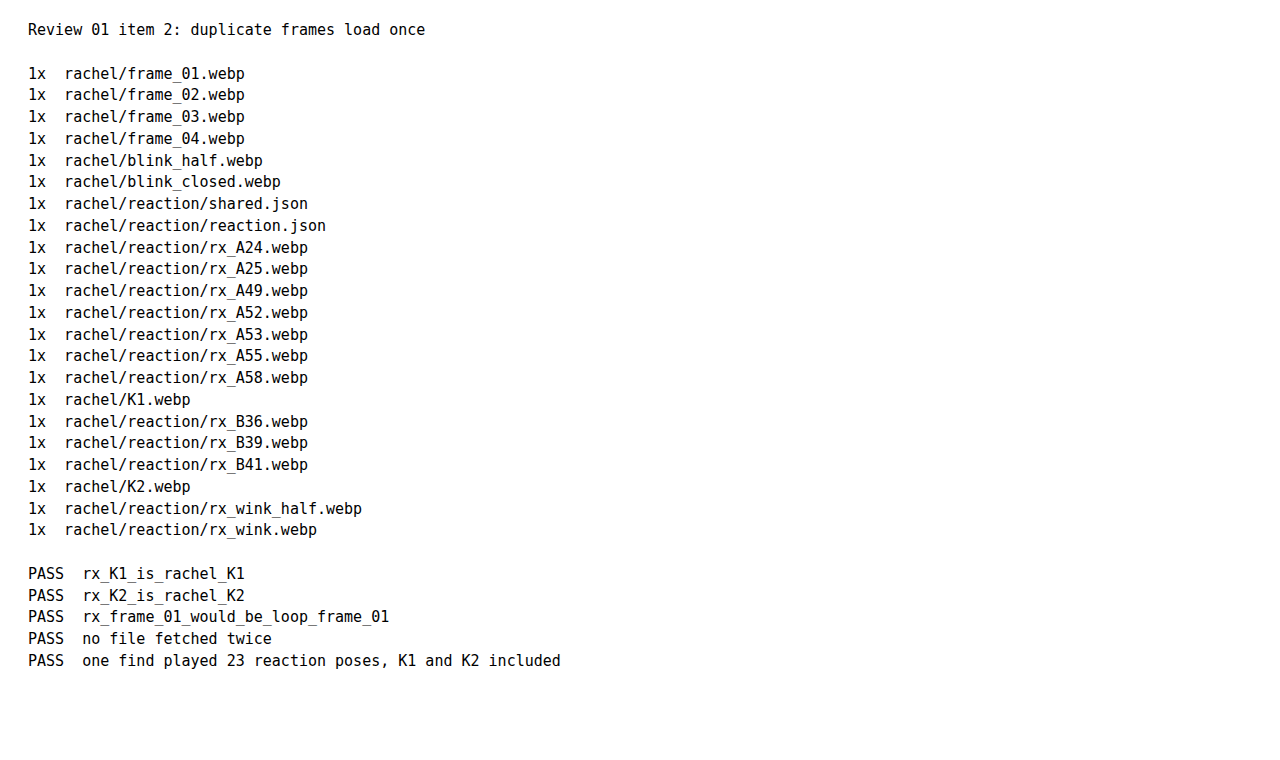 Review 01 item 2: duplicate frames load once
1x  rachel/frame_01.webp
1x  rachel/frame_02.webp
1x  rachel/frame_03.webp
1x  rachel/frame_04.webp
1x  rachel/blink_half.webp
1x  rachel/blink_closed.webp
1x  rachel/reaction/shared.json
1x  rachel/reaction/reaction.json
1x  rachel/reaction/rx_A24.webp
1x  rachel/reaction/rx_A25.webp
1x  rachel/reaction/rx_A49.webp
1x  rachel/reaction/rx_A52.webp
1x  rachel/reaction/rx_A53.webp
1x  rachel/reaction/rx_A55.webp
1x  rachel/reaction/rx_A58.webp
1x  rachel/K1.webp
1x  rachel/reaction/rx_B36.webp
1x  rachel/reaction/rx_B39.webp
1x  rachel/reaction/rx_B41.webp
1x  rachel/K2.webp
1x  rachel/reaction/rx_wink_half.webp
1x  rachel/reaction/rx_wink.webp
PASS  rx_K1_is_rachel_K1
PASS  rx_K2_is_rachel_K2
PASS  rx_frame_01_would_be_loop_frame_01
PASS  no file fetched twice
PASS  one find played 23 reaction poses, K1 and K2 included